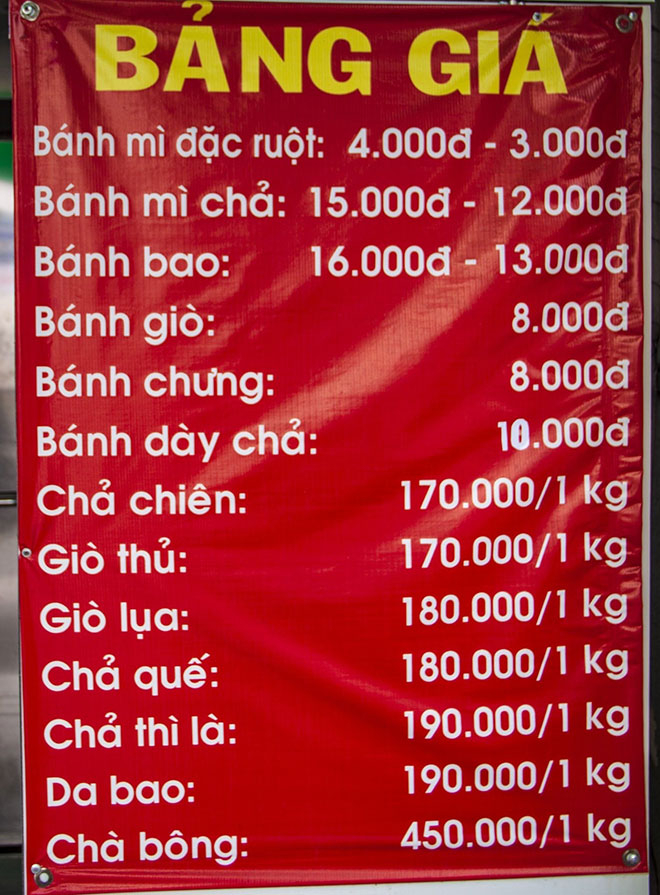 BẢNG GIÁ
Bánh mì đặc ruột: 4.000đ - 3.000đ
Bánh mì chả: 15.000đ - 12.000đ
Bánh bao: 16.000đ - 13.000đ
Bánh giò: 8.000đ
Bánh chưng: 8.000đ
Bánh dày chả: 10.000đ
Chả chiên: 170.000/1 kg
Giò thủ: 170.000/1 kg
Giò lụa: 180.000/1 kg
Chả quế: 180.000/1 kg
Chả thì là: 190.000/1 kg
Da bao: 190.000/1 kg
Chà bông: 450.000/1 kg